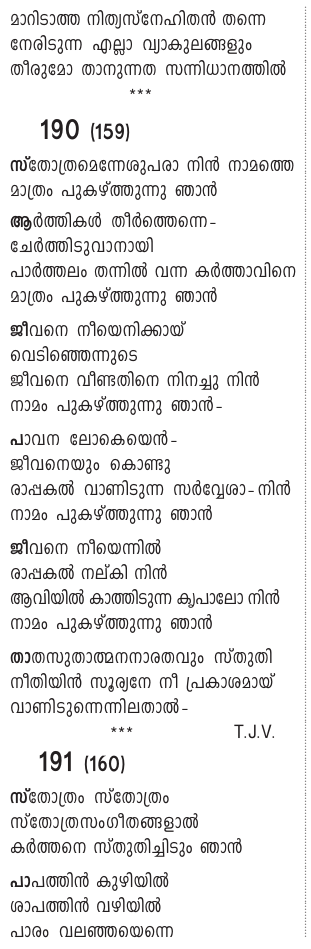 മാറിടാത്ത നിത്യസ്നേഹിതൻ തന്നെ
നേരിടുന്ന എല്ലാ വ്യാകുലങ്ങളും
തീരുമോ താനുന്നത സന്നിധാനത്തിൽ
***
190 (159)
സ്തോത്രമെന്നേശുപരാ നിൻ നാമത്തെ
മാത്രം പുകഴ്ത്തുന്നു ഞാൻ
ആർത്തികൾ തീർത്തെന്നെ-
ചേർത്തിടുവാനായി
പാർത്തലം തന്നിൽ വന്ന കർത്താവിനെ
മാത്രം പുകഴ്ത്തുന്നു ഞാൻ
ജീവനെ നീയെനിക്കായ്
വെടിഞ്ഞെന്നുടെ
ജീവനെ വീണ്ടതിനെ നിനച്ചു നിൻ
നാമം പുകഴ്ത്തുന്നു ഞാൻ-
പാവന ലോകെയെൻ-
ജീവനെയും കൊണ്ടു
രാപ്പകൽ വാണിടുന്ന സർവ്വേശാ-നിൻ
നാമം പുകഴ്ത്തുന്നു ഞാൻ
ജീവനെ നീയെന്നിൽ
രാപ്പകൽ നല്കി നിൻ
ആവിയിൽ കാത്തിടുന്ന കൃപാലോ നിൻ
നാമം പുകഴ്ത്തുന്നു ഞാൻ
താതസുതാത്മനനാരതവും സ്തുതി
നീതിയിൻ സൂര്യനേ നീ പ്രകാശമായ്
വാണിടുന്നെന്നിലതാൽ-
*** T.J.V.
191 (160)
സ്തോത്രം സ്തോത്രം
സ്തോത്രസംഗീതങ്ങളാൽ
കർത്തനെ സ്തുതിച്ചിടും ഞാൻ
പാപത്തിൻ കുഴിയിൽ
ശാപത്തിൻ വഴിയിൽ
പാരം വലഞ്ഞയെന്നെ